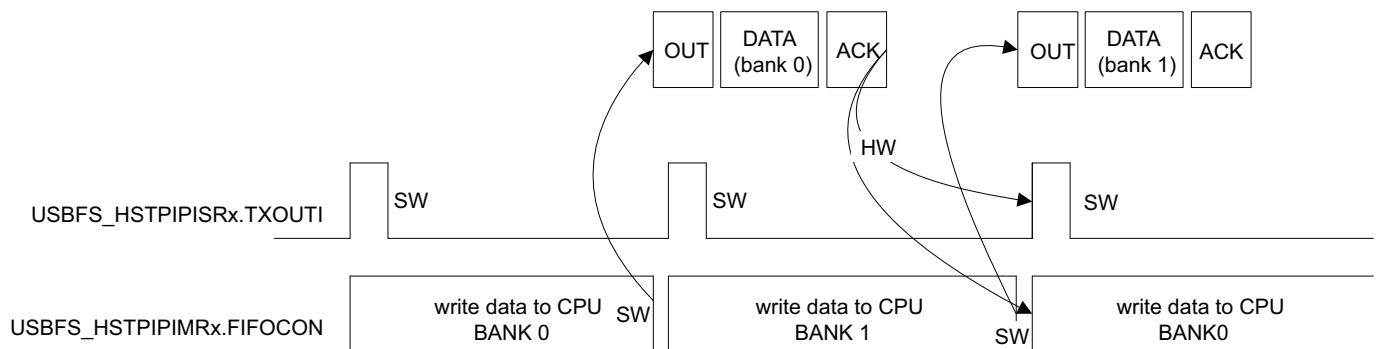 OUT
DATA
(bank 0)
ACK
OUT
DATA
(bank 1)
ACK
HW
USBFS_HSTPIPISRx.TXOUTI
SW
SW
SW
USBFS_HSTPIPIMRx.FIFOCON
write data to CPU
BANK 0
SW
write data to CPU
BANK 1
SW
write data to CPU
BANK0